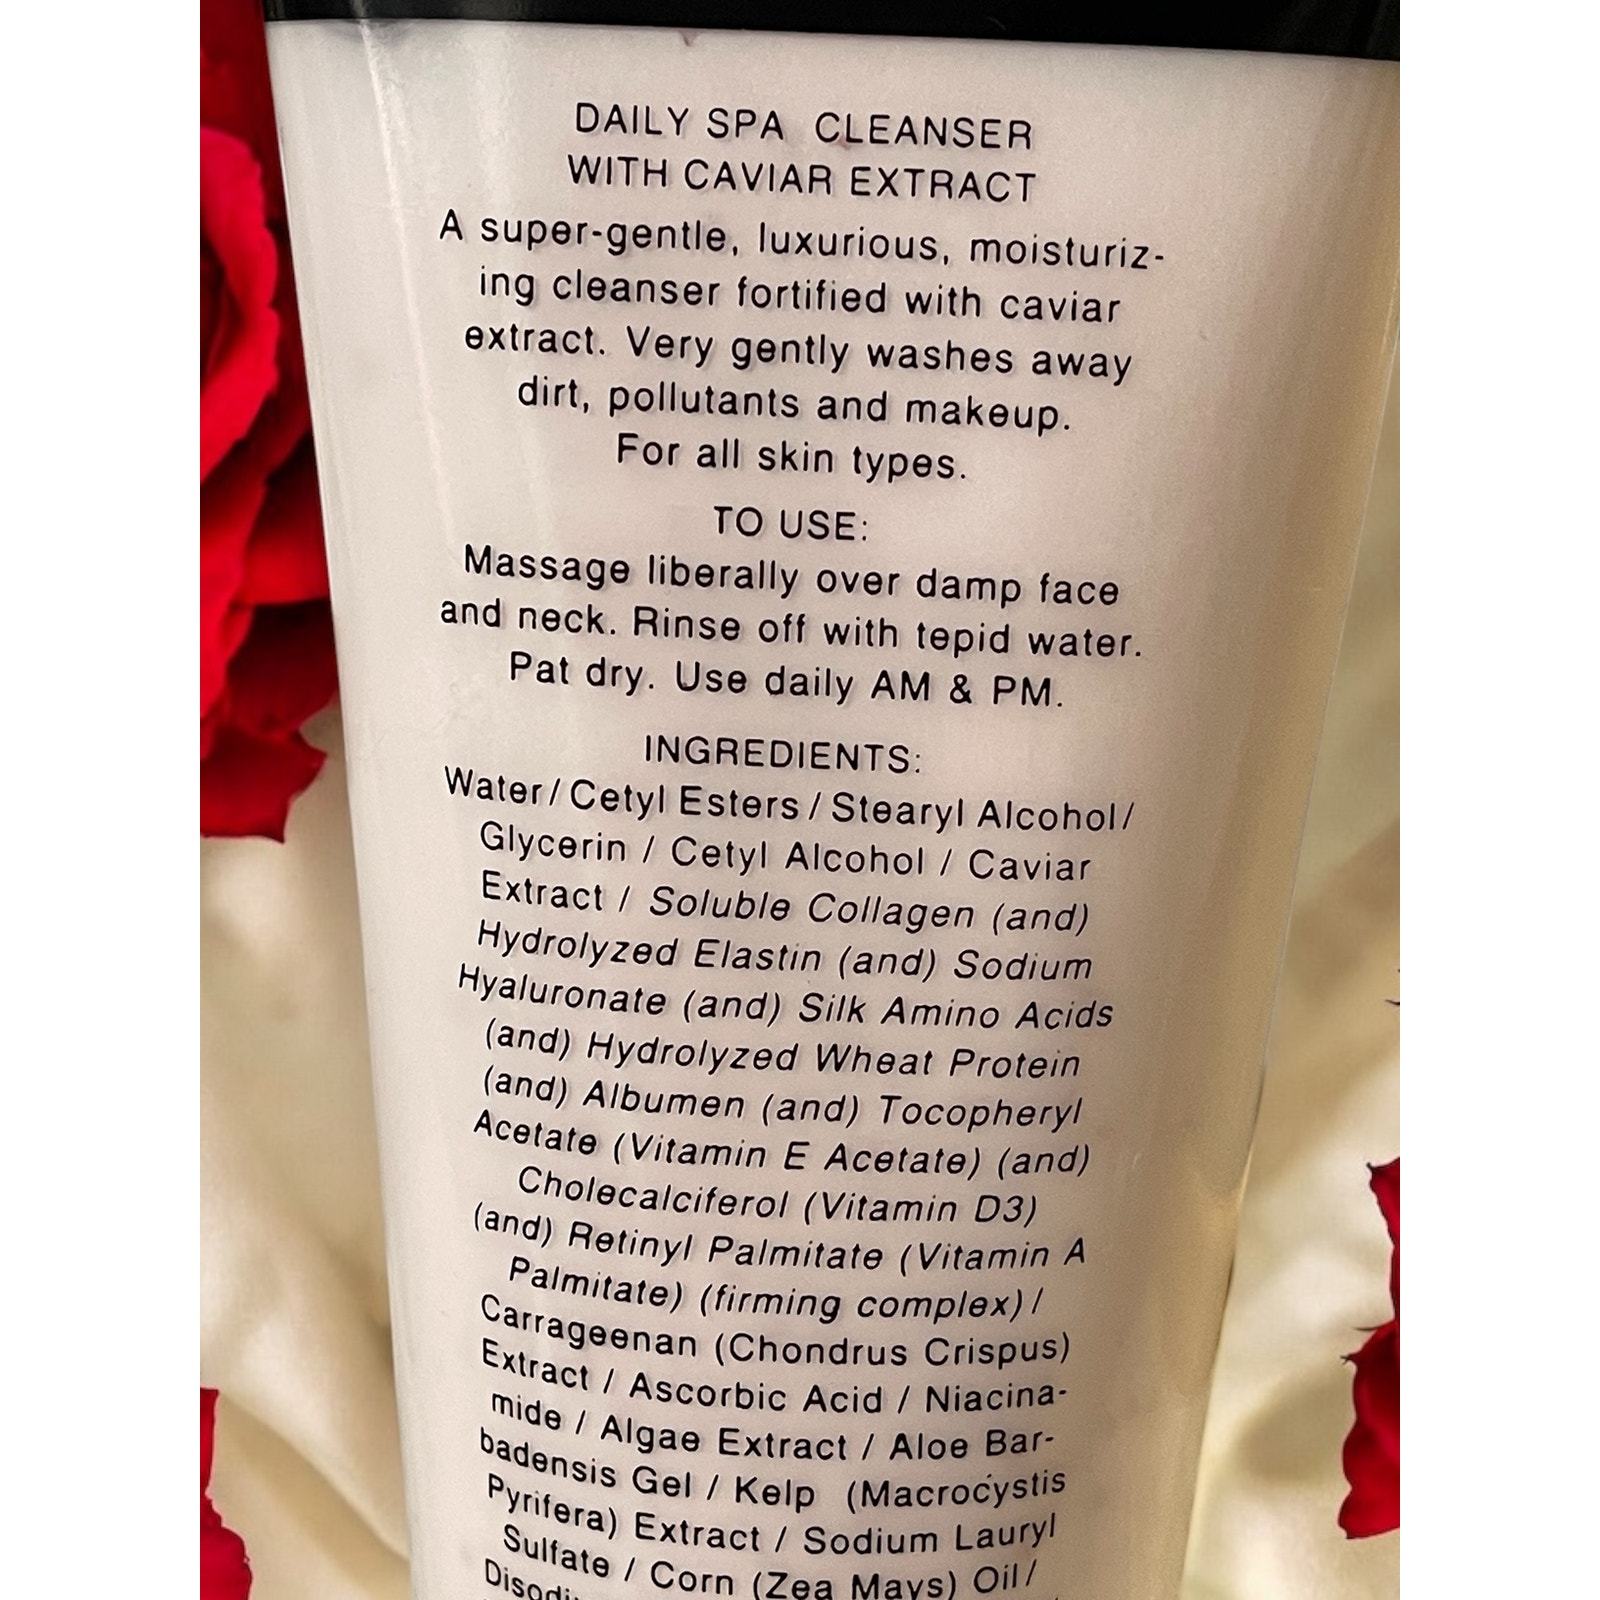 DAILY SPA CLEANSER
WITH CAVIAR EXTRACT
A super-gentle, luxurious, moisturiz-
ing cleanser fortified with caviar
extract. Very gently washes away
dirt, pollutants and makeup.
For all skin types.
TO USE:
Massage liberally over damp face
and neck. Rinse off with tepid water.
Pat dry. Use daily AM & PM.
INGREDIENTS:
Water / Cetyl Esters / Stearyl Alcohol /
Glycerin / Cetyl Alcohol / Caviar
Extract / Soluble Collagen (and)
Hydrolyzed Elastin (and) Sodium
Hyaluronate (and) Silk Amino Acids
(and) Hydrolyzed Wheat Protein
(and) Albumen (and) Tocopheryl
Acetate (Vitamin E Acetate) (and)
Cholecalciferol (Vitamin D3)
(and) Retinyl Palmitate (Vitamin A
Palmitate) (firming complex) /
Carrageenan (Chondrus Crispus)
Extract / Ascorbic Acid / Niacina-
mide / Algae Extract / Aloe Bar-
badensis Gel / Kelp (Macrocystis
Pyrifera) Extract / Sodium Lauryl
Sulfate / Corn (Zea Mays) Oil /